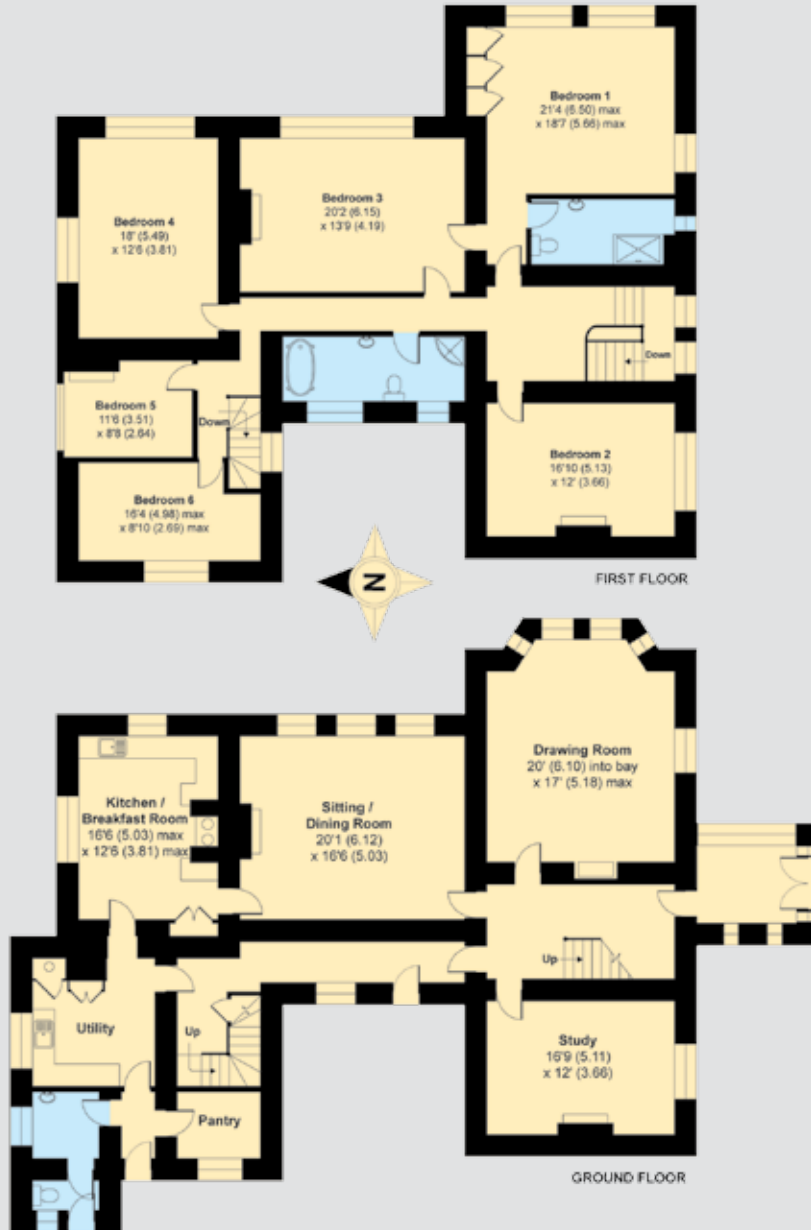 Bedroom 1
21'4 (6.50) max
x 18'7 (5.66) max
Bedroom 3
20'2 (6.15)
x 13'9 (4.19)
Bedroom 4
18' (5.49)
x 12'6 (3.81)
Down
Bedroom 5
11'6 (3.51)
x 8'8 (2.64)
Down
Bedroom 2
16'10 (5.13)
x 12' (3.66)
Bedroom 6
16'4 (4.98) max
x 8'10 (2.69) max
FIRST FLOOR
N
Drawing Room
20' (6.10) into bay
x 17' (5.18) max
Kitchen /
Breakfast Room
16'6 (5.03) max
x 12'6 (3.81) max
Sitting /
Dining Room
20'1 (6.12)
x 16'6 (5.03)
Up
Utility
Up
Study
16'9 (5.11)
x 12' (3.66)
Pantry
GROUND FLOOR